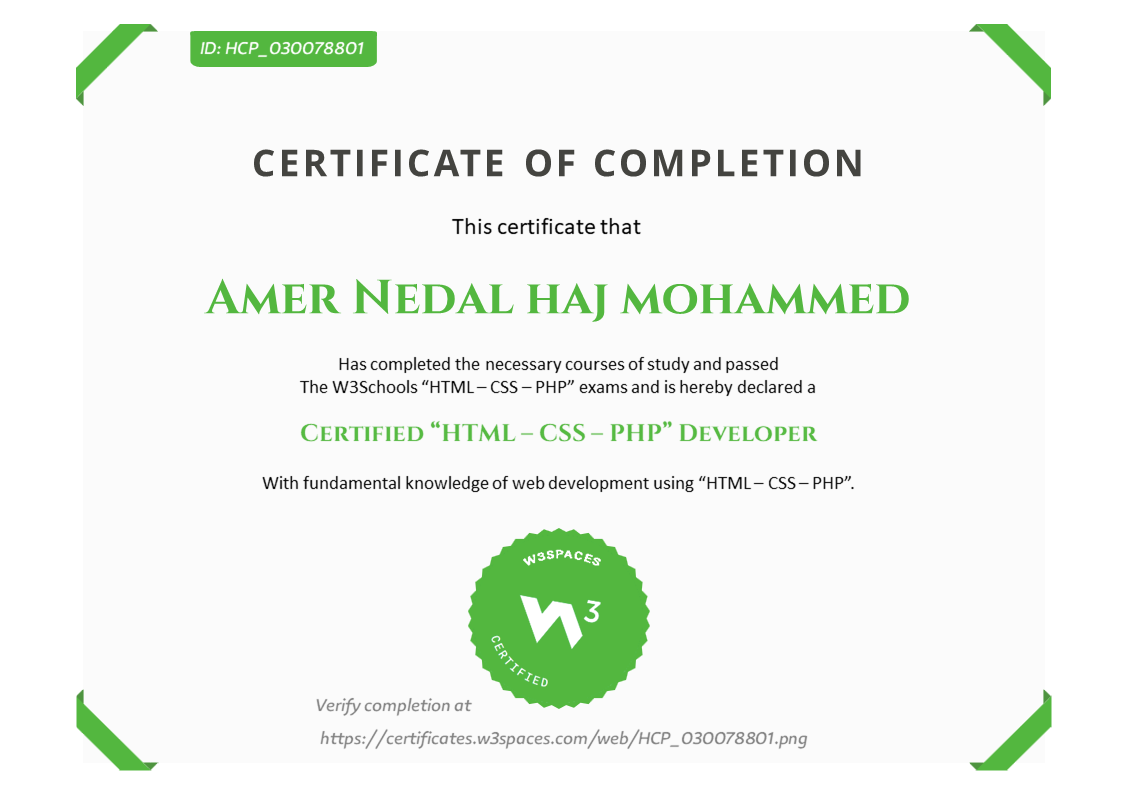 ID: HCP_030078801
CERTIFICATE OF COMPLETION
This certificate that
AMER NEDAL HAJ MOHAMMED
Has completed the necessary courses of study and passed
The W3Schools “HTML – CSS – PHP” exams and is hereby declared a
CERTIFIED “HTML – CSS – PHP” DEVELOPER
With fundamental knowledge of web development using “HTML – CSS – PHP”.
W3SPACES
W3
CERTIFIED
Verify completion at
https://certificates.w3spaces.com/web/HCP_030078801.png